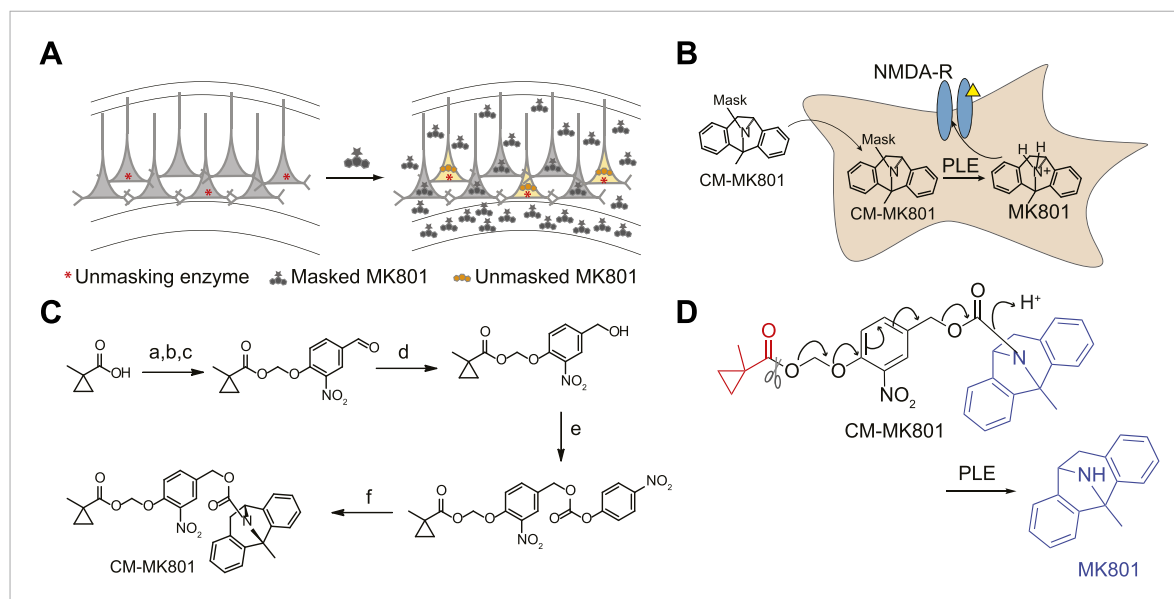 A
* Unmasking enzyme
Masked MK801
Unmasked MK801
B
NMDA-R
Mask
N
CM-MK801
Mask
N
CM-MK801
PLE
H
H
N+
MK801
C
O
OH
a,b,c
O
O
O
O
NO2
d
O
O
O
OH
NO2
e
O
O
O
O
O
O
NO2
NO2
f
O
O
O
O
O
N
NO2
CM-MK801
D
O
O
O
NO2
O
O
N
H+
CM-MK801
PLE
NH
MK801